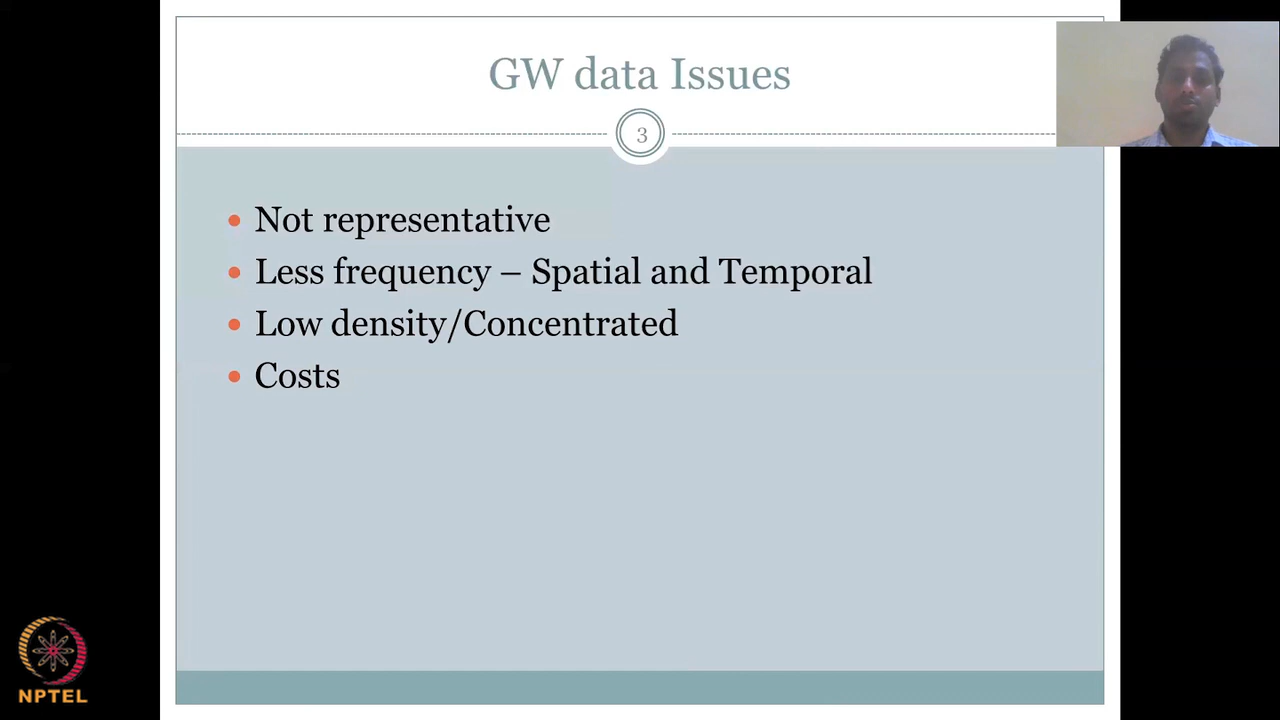 GW data Issues
3
• Not representative
• Less frequency – Spatial and Temporal
• Low density/Concentrated
• Costs
NPTEL